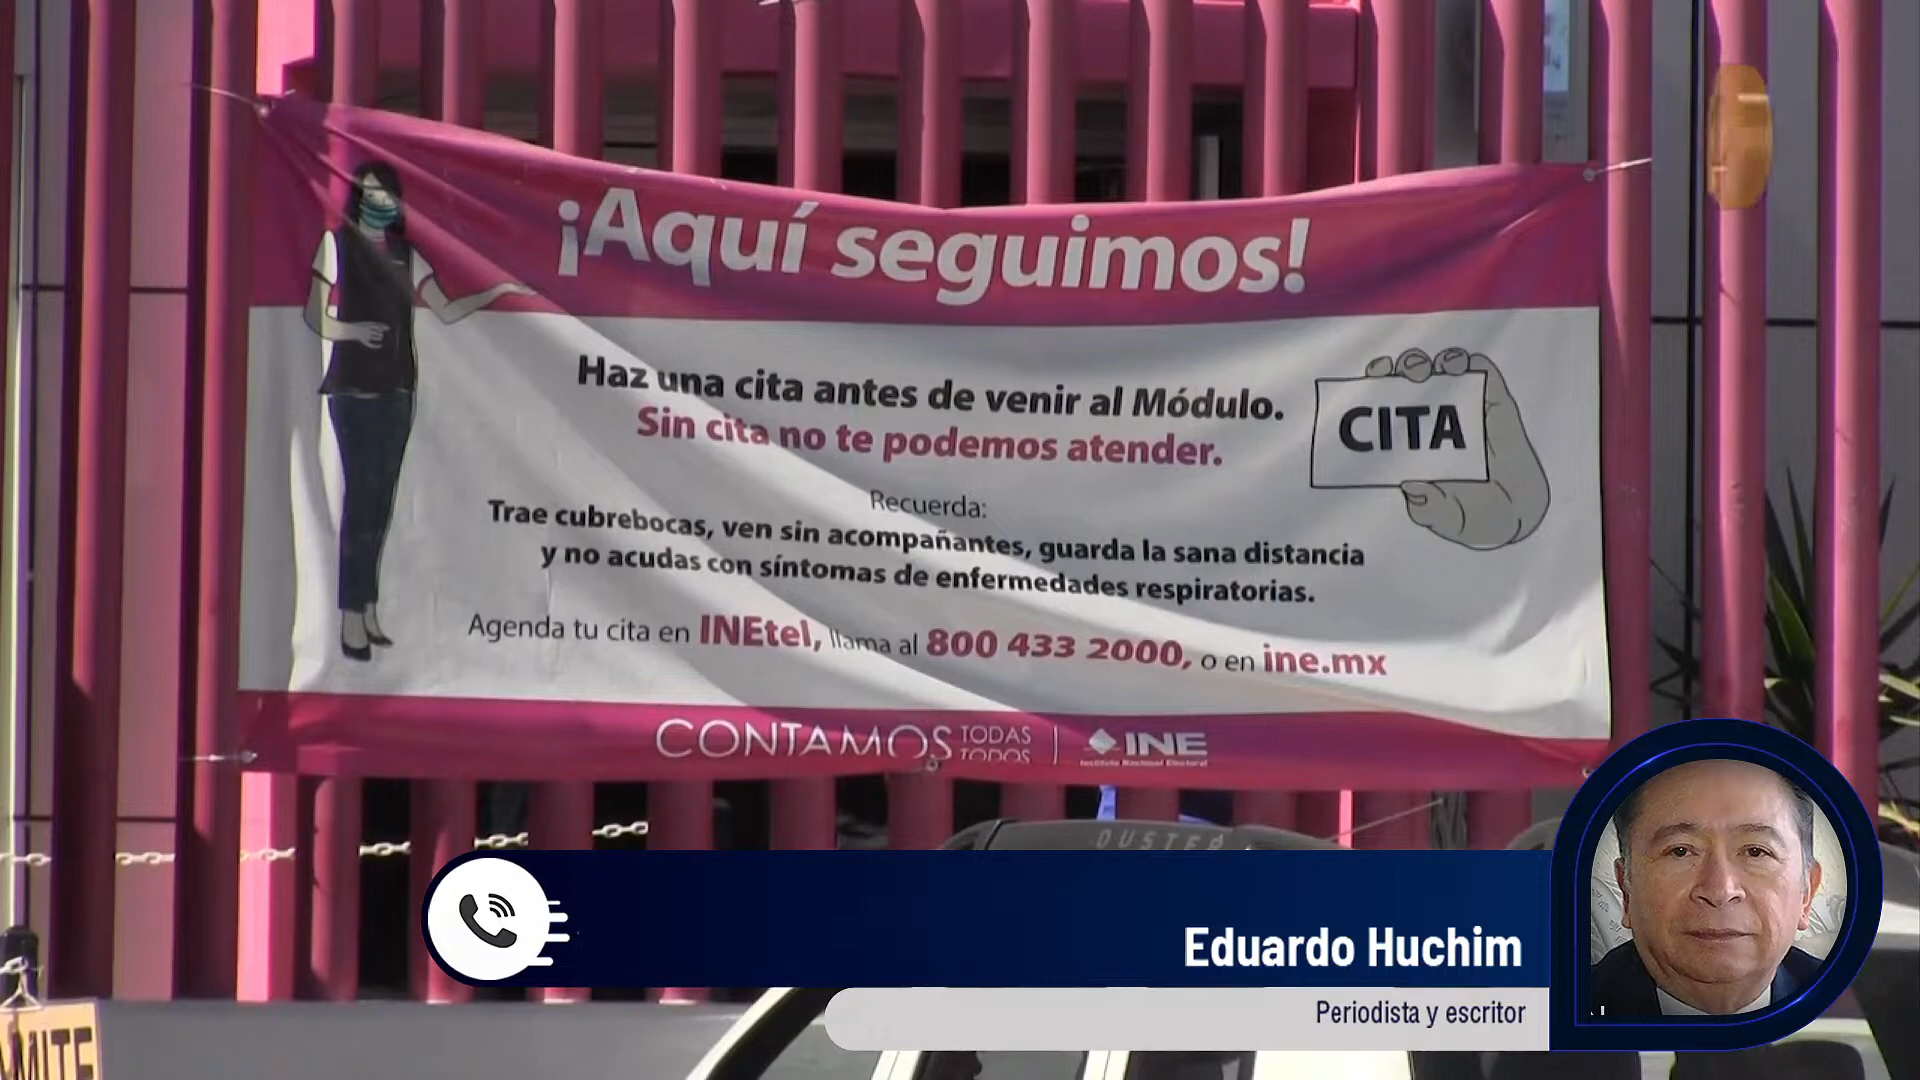 ¡Aquí seguimos!
Haz una cita antes de venir al Módulo.
Sin cita no te podemos atender.
CITA
Recuerda:
Trae cubrebocas, ven sin acompañantes, guarda la sana distancia
y no acudas con síntomas de enfermedades respiratorias.
Agenda tu cita en INEtel, llama al 800 433 2000, o en ine.mx
CONTAMOS TODAS
TODOS
INE
Instituto Nacional Electoral
DUSTER
Eduardo Huchim
Periodista y escritor